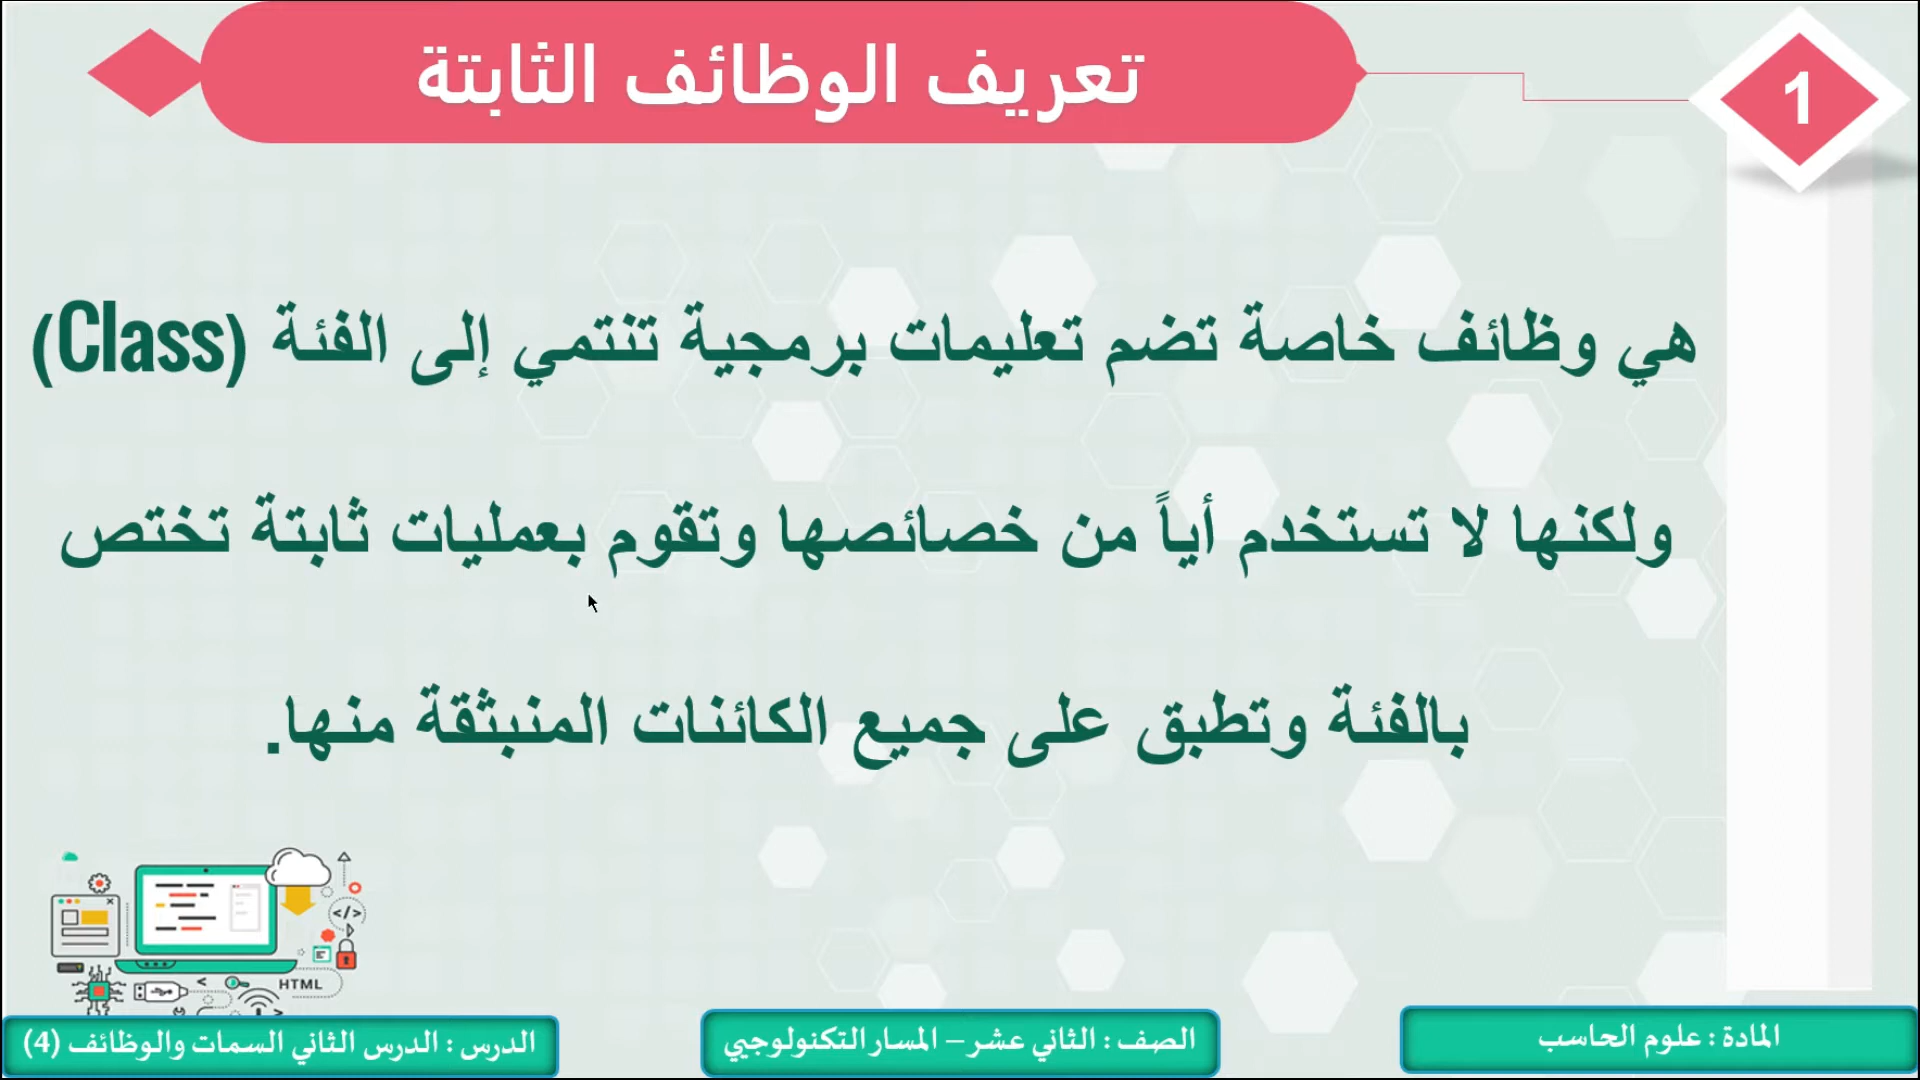 تعريف الوظائف الثابتة
1
هي وظائف خاصة تضم تعليمات برمجية تنتمي إلى الفئة (Class)
ولكنها لا تستخدم أياً من خصائصها وتقوم بعمليات ثابتة تختص
بالفئة وتطبق على جميع الكائنات المنبثقة منها.
</>
HTML
المادة : علوم الحاسب
الصف : الثاني عشر – المسار التكنولوجي
الدرس : الدرس الثاني السمات والوظائف (4)